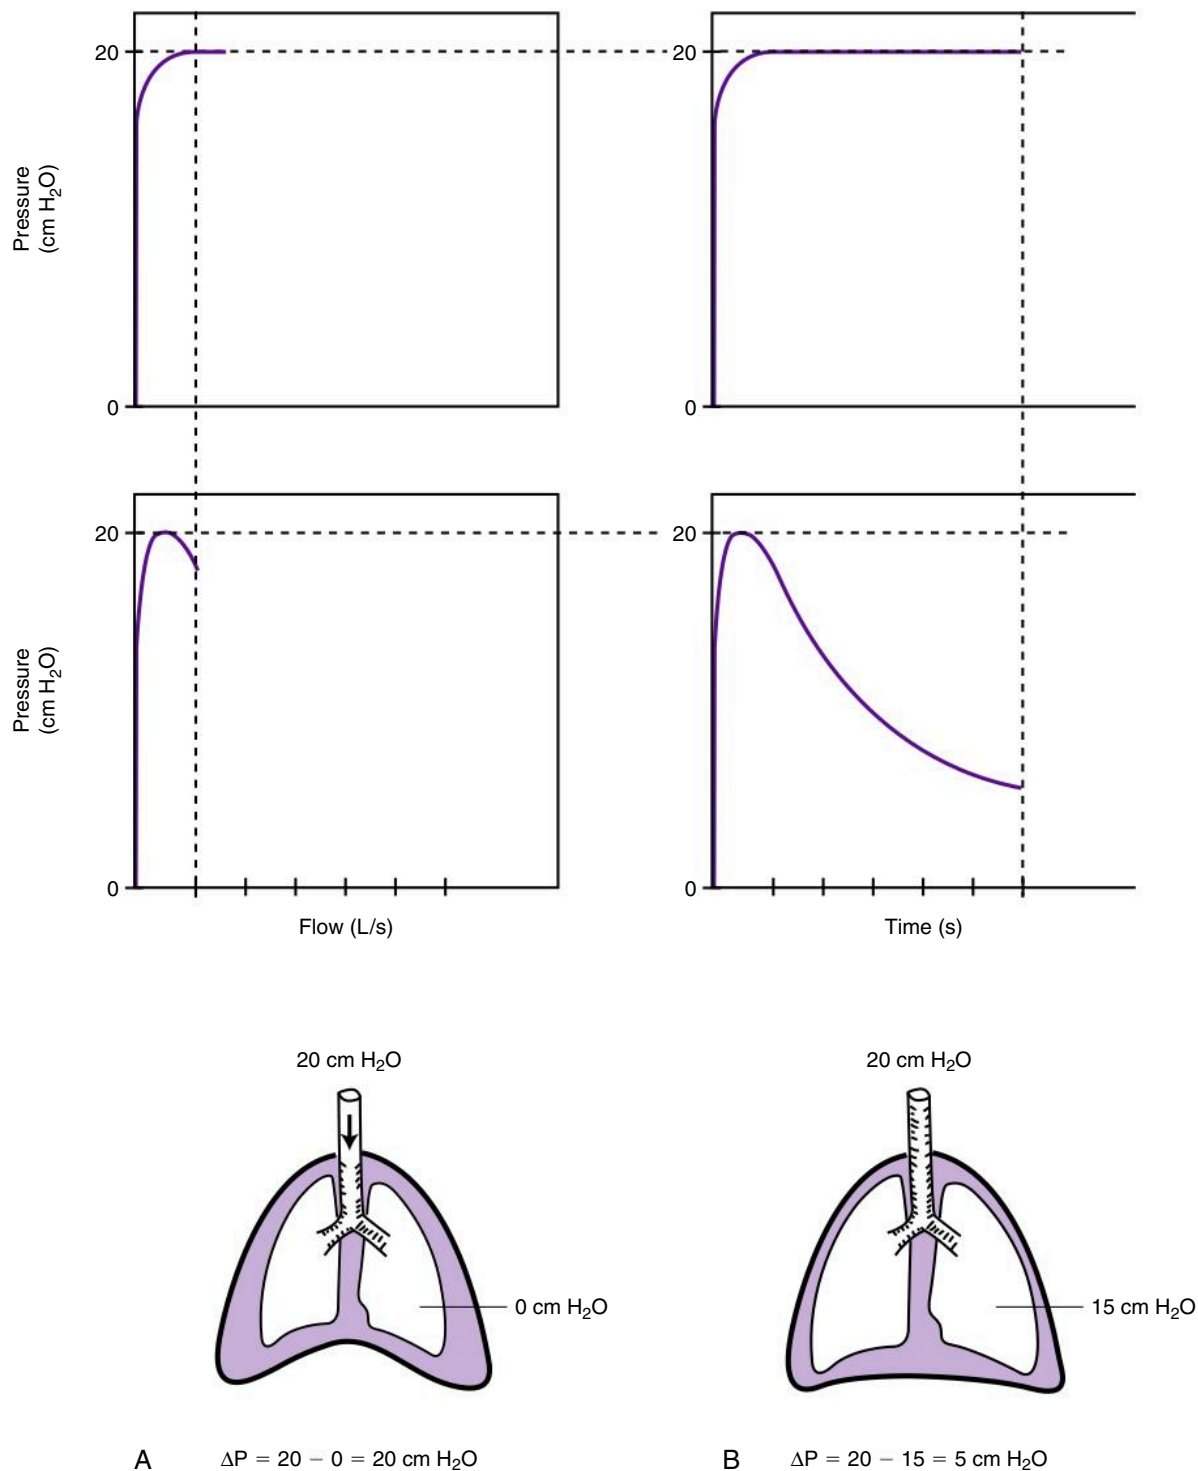 20
20
Pressure
(cm H₂O)
0
0
20
20
Pressure
(cm H₂O)
0
0
Flow (L/s)
Time (s)
20 cm H₂O
20 cm H₂O
0 cm H₂O
15 cm H₂O
A ΔP = 20 − 0 = 20 cm H₂O
B ΔP = 20 − 15 = 5 cm H₂O